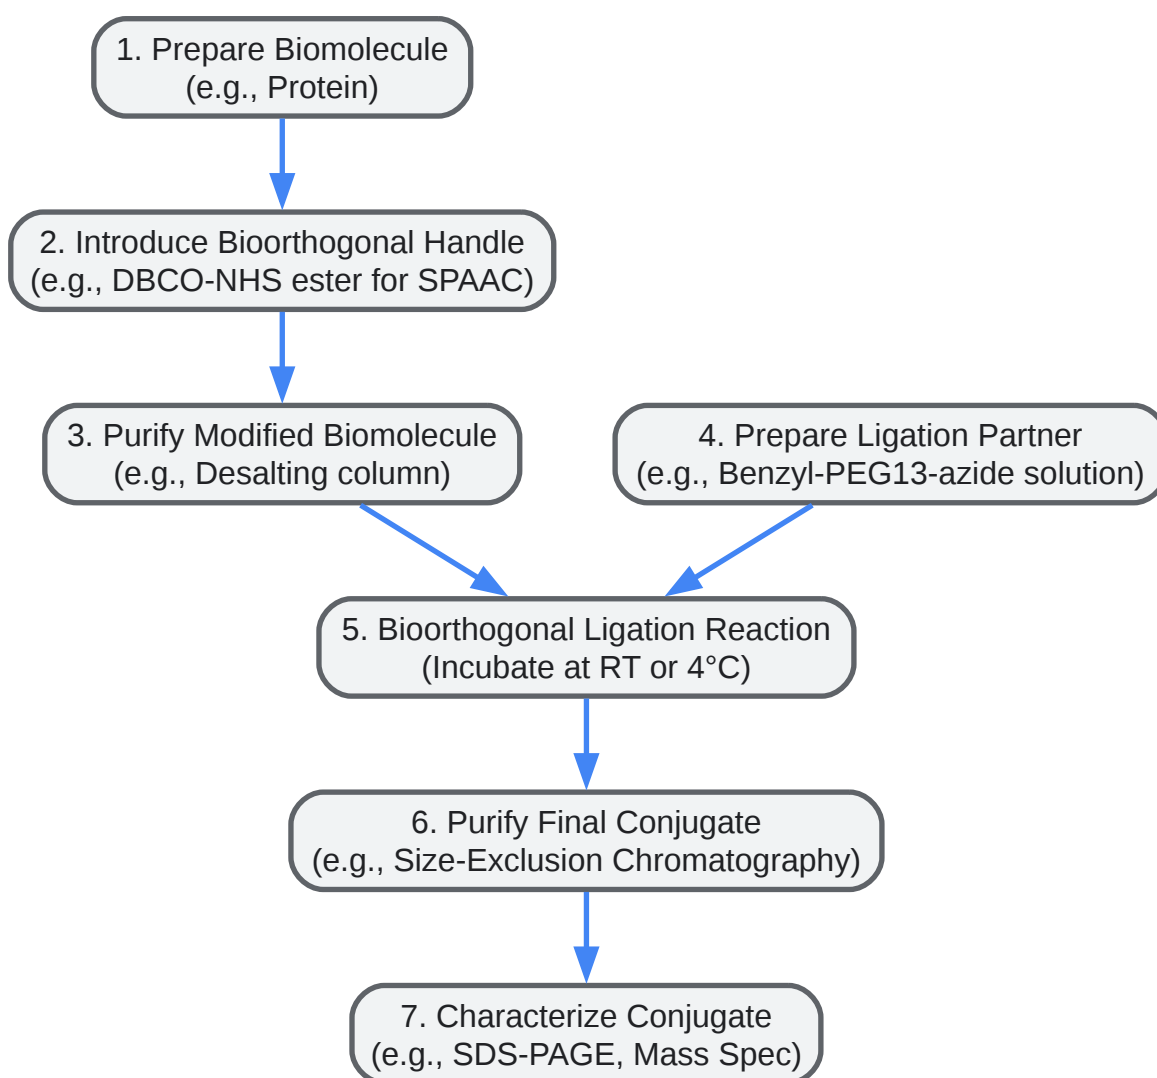 1. Prepare Biomolecule
(e.g., Protein)
2. Introduce Bioorthogonal Handle
(e.g., DBCO-NHS ester for SPAAC)
3. Purify Modified Biomolecule
(e.g., Desalting column)
4. Prepare Ligation Partner
(e.g., Benzyl-PEG13-azide solution)
5. Bioorthogonal Ligation Reaction
(Incubate at RT or 4°C)
6. Purify Final Conjugate
(e.g., Size-Exclusion Chromatography)
7. Characterize Conjugate
(e.g., SDS-PAGE, Mass Spec)